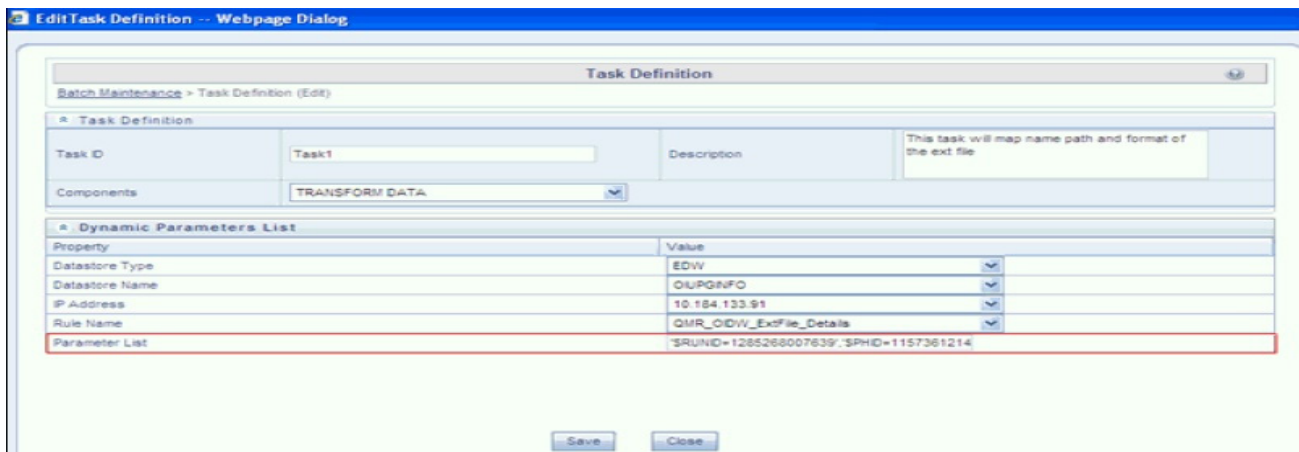 EditTask Definition -- Webpage Dialog
Task Definition
Batch Maintenance > Task Definition (Edit)
Task Definition
Task ID
Task1
Description
This task will map name path and format of
the ext file
Components
TRANSFORM DATA
Dynamic Parameters List
Property Value
Datastore Type EDW
Datastore Name OIUPGINFO
IP Address 10.184.133.91
Rule Name QMR_OIDW_ExtFile_Details
Parameter List '$RUNID=1285268007639','$PHID=1157361214
Save Close